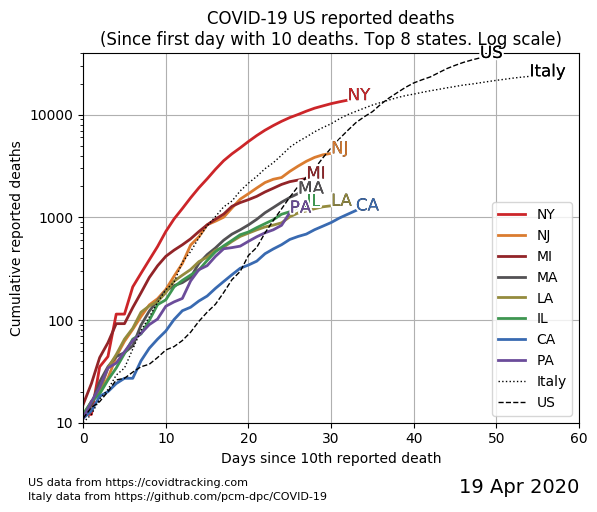 COVID-19 US reported deaths
(Since first day with 10 deaths. Top 8 states. Log scale)
Cumulative reported deaths
10000
1000
100
10
US
Italy
NY
NJ
MI
MA
IL
LA
PA
CA
NY
NJ
MI
MA
LA
IL
CA
PA
Italy
US
0 10 20 30 40 50 60
Days since 10th reported death
US data from https://covidtracking.com
Italy data from https://github.com/pcm-dpc/COVID-19
19 Apr 2020